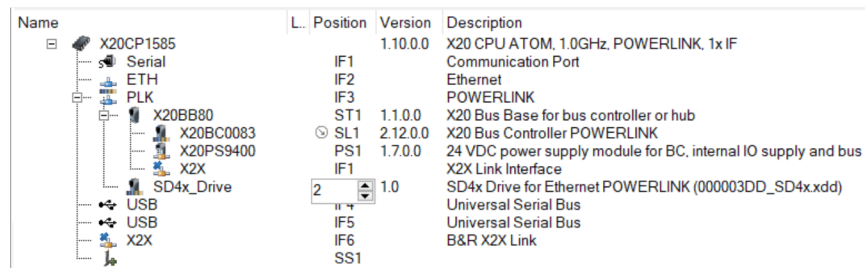 Name L.. Position Version Description
X20CP1585 1.10.0.0 X20 CPU ATOM, 1.0GHz, POWERLINK, 1x IF
Serial IF1 Communication Port
ETH IF2 Ethernet
PLK IF3 POWERLINK
X20BB80 ST1 1.1.0.0 X20 Bus Base for bus controller or hub
X20BC0083 SL1 2.12.0.0 X20 Bus Controller POWERLINK
X20PS9400 PS1 1.7.0.0 24 VDC power supply module for BC, internal IO supply and bus
X2X IF1 X2X Link Interface
SD4x_Drive 2 1.0 SD4x Drive for Ethernet POWERLINK (000003DD_SD4x.xdd)
USB IF4 Universal Serial Bus
USB IF5 Universal Serial Bus
X2X IF6 B&R X2X Link
SS1